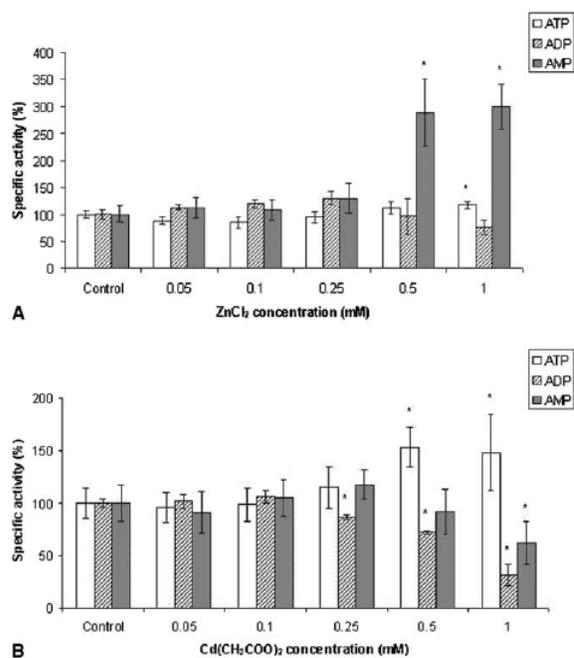 ATP
ADP
AMP
400
350
300
250
200
150
100
50
0
Specific activity (%)
* * *
Control 0.05 0.1 0.25 0.5 1
A
ZnCl₂ concentration (mM)
ATP
ADP
AMP
200
150
100
50
0
Specific activity (%)
* * * * * *
Control 0.05 0.1 0.25 0.5 1
B
Cd(CH₃COO)₂ concentration (mM)